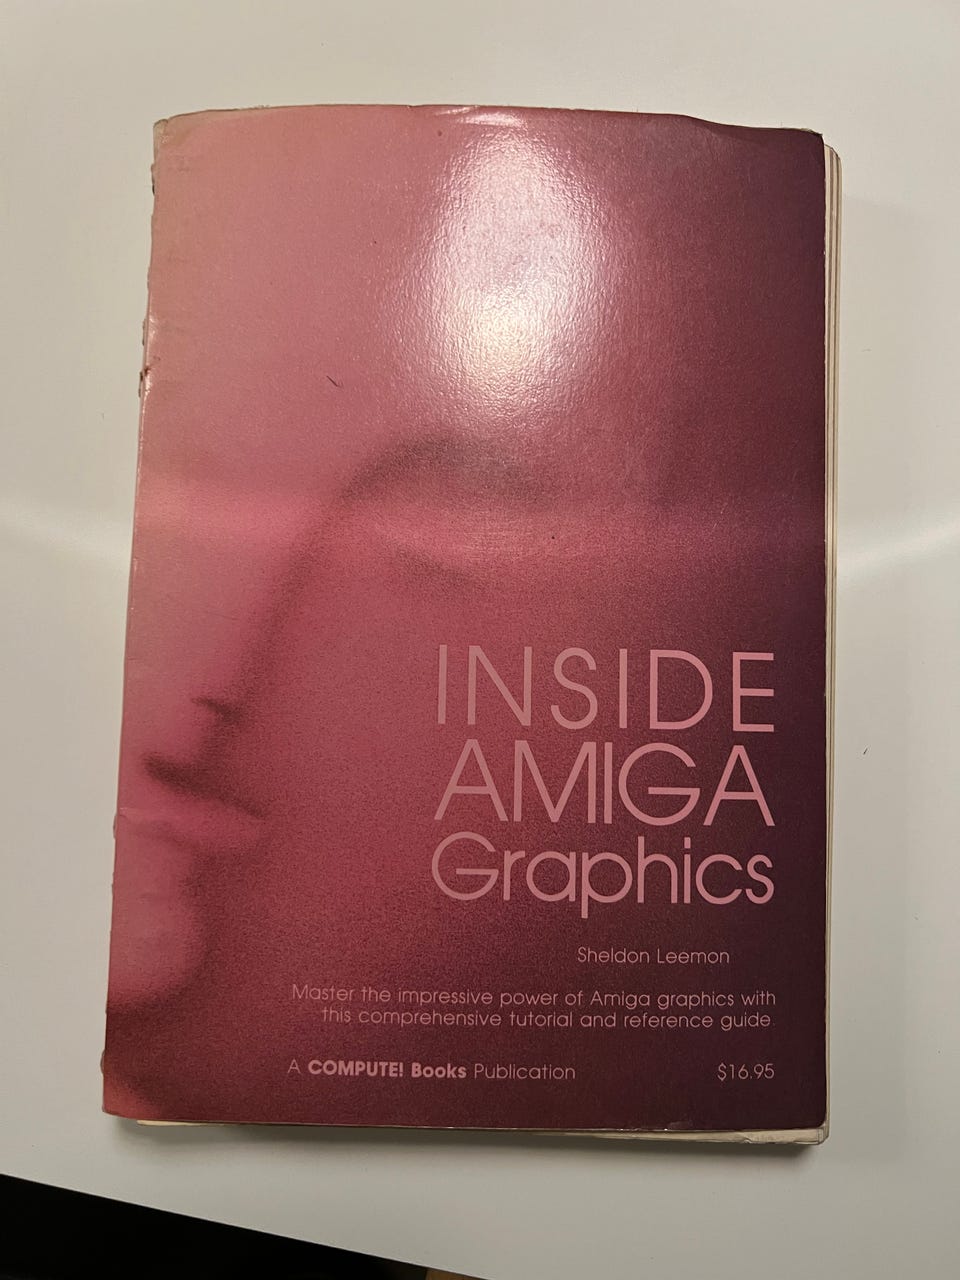 INSIDE
AMIGA
Graphics
Sheldon Leemon
Master the impressive power of Amiga graphics with
this comprehensive tutorial and reference guide.
A COMPUTE! Books Publication $16.95